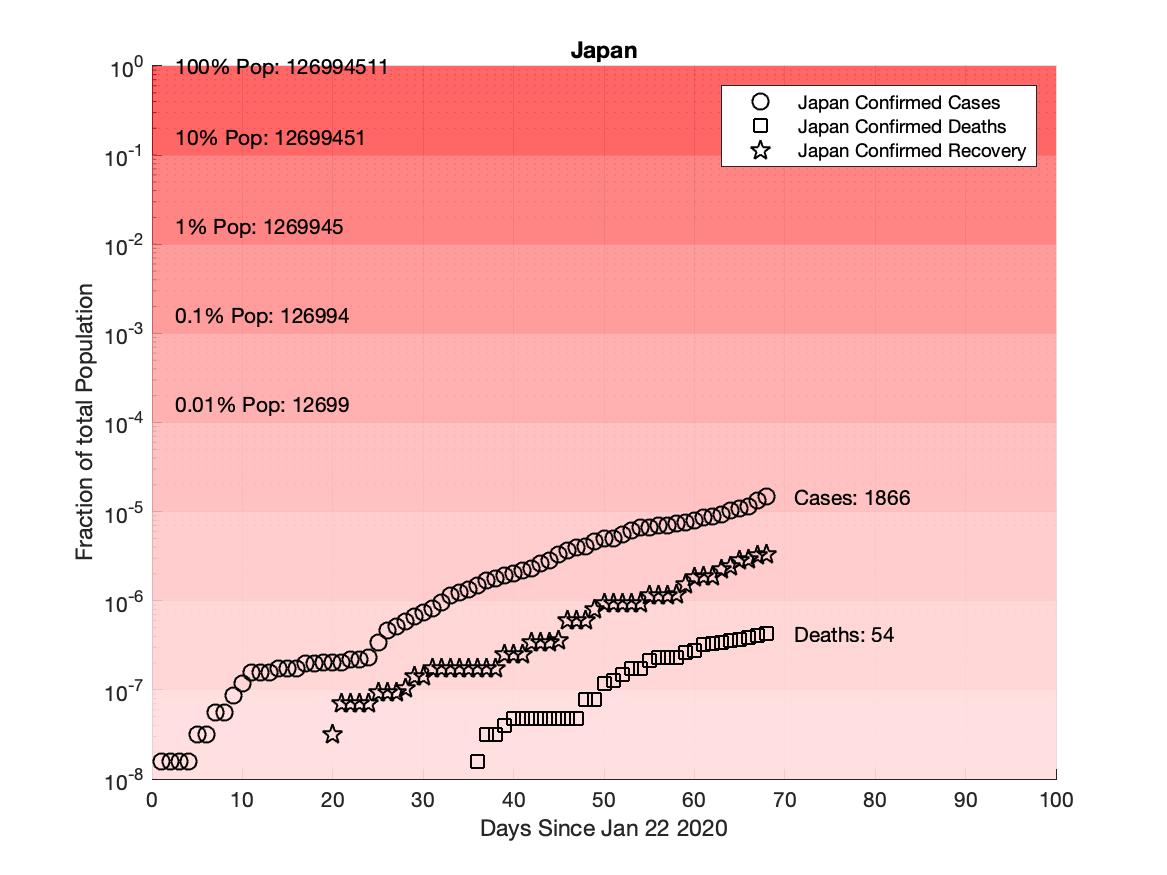 Japan
10^0
100% Pop: 126994511
Japan Confirmed Cases
Japan Confirmed Deaths
Japan Confirmed Recovery
10% Pop: 12699451
10^-1
1% Pop: 1269945
10^-2
0.1% Pop: 126994
10^-3
0.01% Pop: 12699
10^-4
Fraction of total Population
Cases: 1866
10^-5
10^-6
Deaths: 54
10^-7
10^-8
0 10 20 30 40 50 60 70 80 90 100
Days Since Jan 22 2020